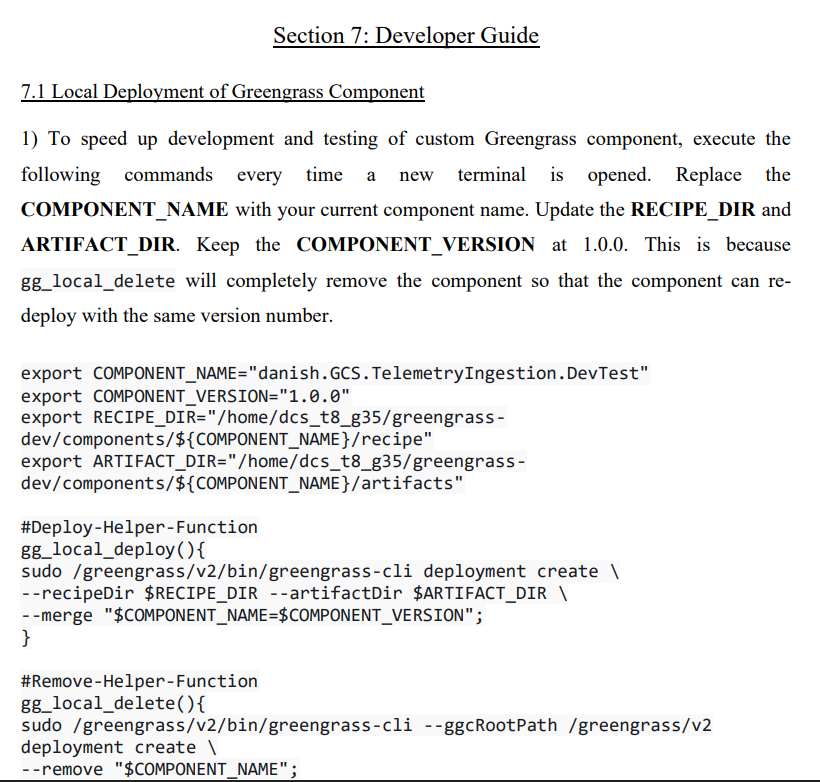 Section 7: Developer Guide
7.1 Local Deployment of Greengrass Component
1) To speed up development and testing of custom Greengrass component, execute the
following commands every time a new terminal is opened. Replace the
COMPONENT_NAME with your current component name. Update the RECIPE_DIR and
ARTIFACT_DIR. Keep the COMPONENT_VERSION at 1.0.0. This is because
gg_local_delete will completely remove the component so that the component can re-
deploy with the same version number.
export COMPONENT_NAME="danish.GCS.TelemetryIngestion.DevTest"
export COMPONENT_VERSION="1.0.0"
export RECIPE_DIR="/home/dcs_t8_g35/greengrass-
dev/components/${COMPONENT_NAME}/recipe"
export ARTIFACT_DIR="/home/dcs_t8_g35/greengrass-
dev/components/${COMPONENT_NAME}/artifacts"
#Deploy-Helper-Function
gg_local_deploy(){
sudo /greengrass/v2/bin/greengrass-cli deployment create \
--recipeDir $RECIPE_DIR --artifactDir $ARTIFACT_DIR \
--merge "$COMPONENT_NAME=$COMPONENT_VERSION";
}
#Remove-Helper-Function
gg_local_delete(){
sudo /greengrass/v2/bin/greengrass-cli --ggcRootPath /greengrass/v2
deployment create \
--remove "$COMPONENT_NAME";